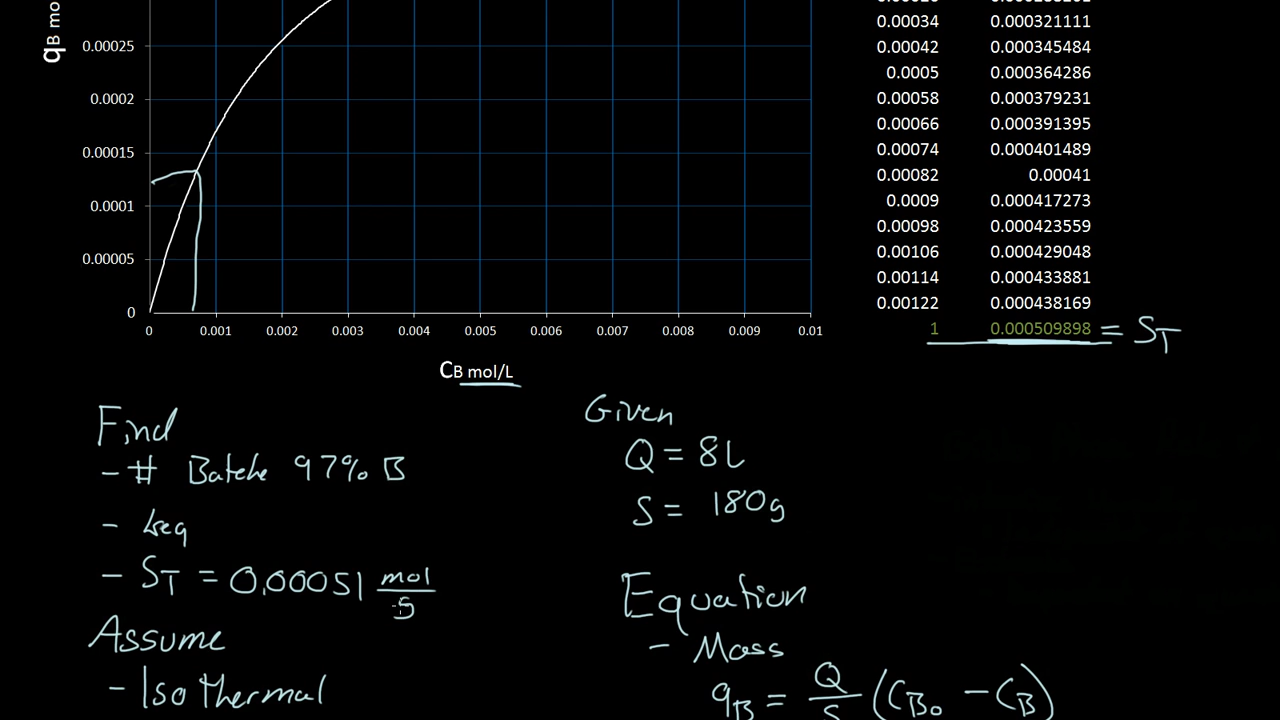 qB mo
0.00025
0.0002
0.00015
0.0001
0.00005
0
0 0.001 0.002 0.003 0.004 0.005 0.006 0.007 0.008 0.009 0.01
CB mol/L
0.00034 0.000321111
0.00042 0.000345484
0.0005 0.000364286
0.00058 0.000379231
0.00066 0.000391395
0.00074 0.000401489
0.00082 0.00041
0.0009 0.000417273
0.00098 0.000423559
0.00106 0.000429048
0.00114 0.000433881
0.00122 0.000438169
1 0.000509898 = ST
Find
- # Batche 97% B
- keq
- ST = 0.00051 mol
g
Assume
- Isothermal
Given
Q = 8L
S = 180g
Equation
- Mass
qB = Q (CBo - CB)
S